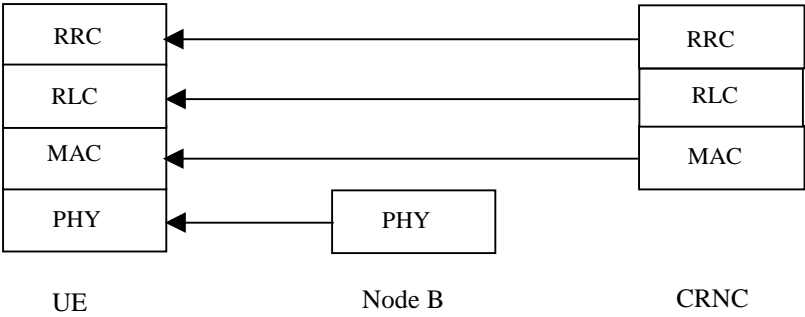 RRC RRC
RLC RLC
MAC MAC
PHY PHY
UE Node B CRNC